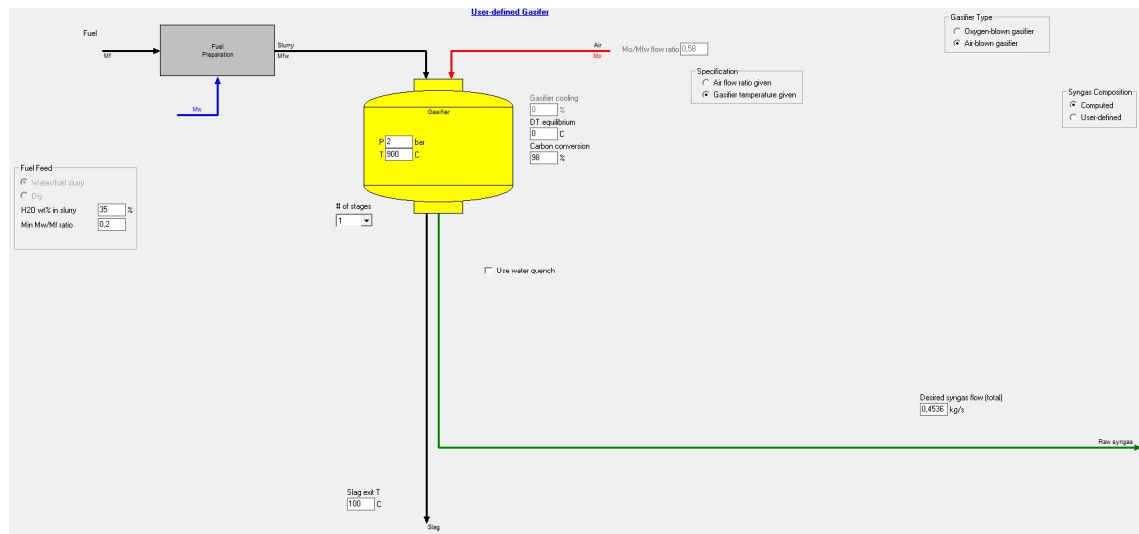 User-defined Gasifer
Fuel
Mf
Fuel
Preparation
Slurry
Mfw
Mw
Air
Mo
Mo/Mfw flow ratio 0,58
Gasifier Type
Oxygen-blown gasifier
Air-blown gasifier
Specification
Air flow ratio given
Gasifier temperature given
Syngas Composition
Computed
User-defined
Gasifier
P 2 bar
T 900 C
Gasifier cooling
0 %
DT equilibrium
0 C
Carbon conversion
98 %
Fuel Feed
Water/fuel slurry
Dry
H2O wt% in slurry 35 %
Min Mw/Mf ratio 0,2
# of stages
1
Use water quench
Desired syngas flow (total)
0,4536 kg/s
Raw syngas
Slag exit T
100 C
Slag